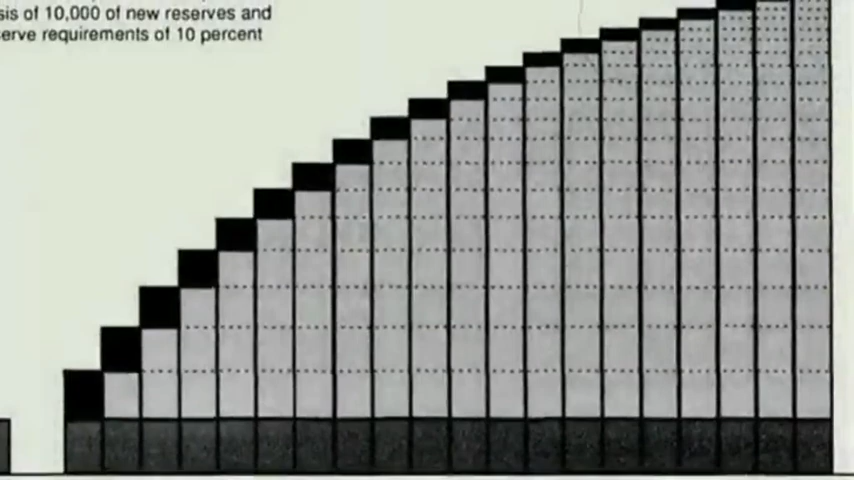 sis of 10,000 of new reserves and
erve requirements of 10 percent